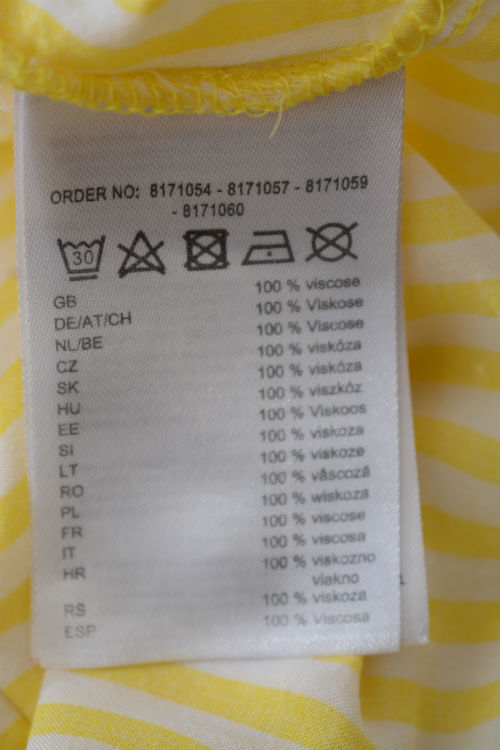 ORDER NO: 8171054 - 8171057 - 8171059
- 8171060
30
GB 100 % viscose
DE/AT/CH 100 % Viskose
NL/BE 100 % Viscose
CZ 100 % viskóza
SK 100 % viskóza
HU 100 % viszkóz
EE 100 % Viskoos
SI 100 % viskoza
LT 100 % viskoze
RO 100 % vâscoză
PL 100 % wiskoza
FR 100 % viscose
IT 100 % viscosa
HR 100 % viskozno
vlakno
RS 100 % viskoza
ESP 100 % Viscosa